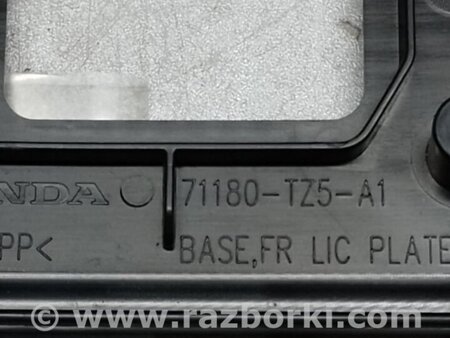 NDA 71180-TZ5-A1
PP< BASE,FR LIC PLATE
© www.razborki.com